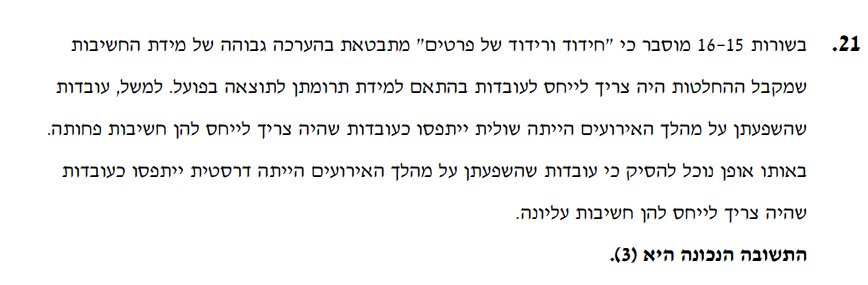 21. בשורות 15–16 מוסבר כי "חידוד ורידוד של פרטים" מתבטאת בהערכה גבוהה של מידת החשיבות
שמקבל ההחלטות היה צריך לייחס לעובדות בהתאם למידת תרומתן לתוצאה בפועל. למשל, עובדות
שהשפעתן על מהלך האירועים הייתה שולית ייתפסו כעובדות שהיה צריך לייחס להן חשיבות פחותה.
באותו אופן נוכל להסיק כי עובדות שהשפעתן על מהלך האירועים הייתה דרסטית ייתפסו כעובדות
שהיה צריך לייחס להן חשיבות עליונה.
התשובה הנכונה היא (3).